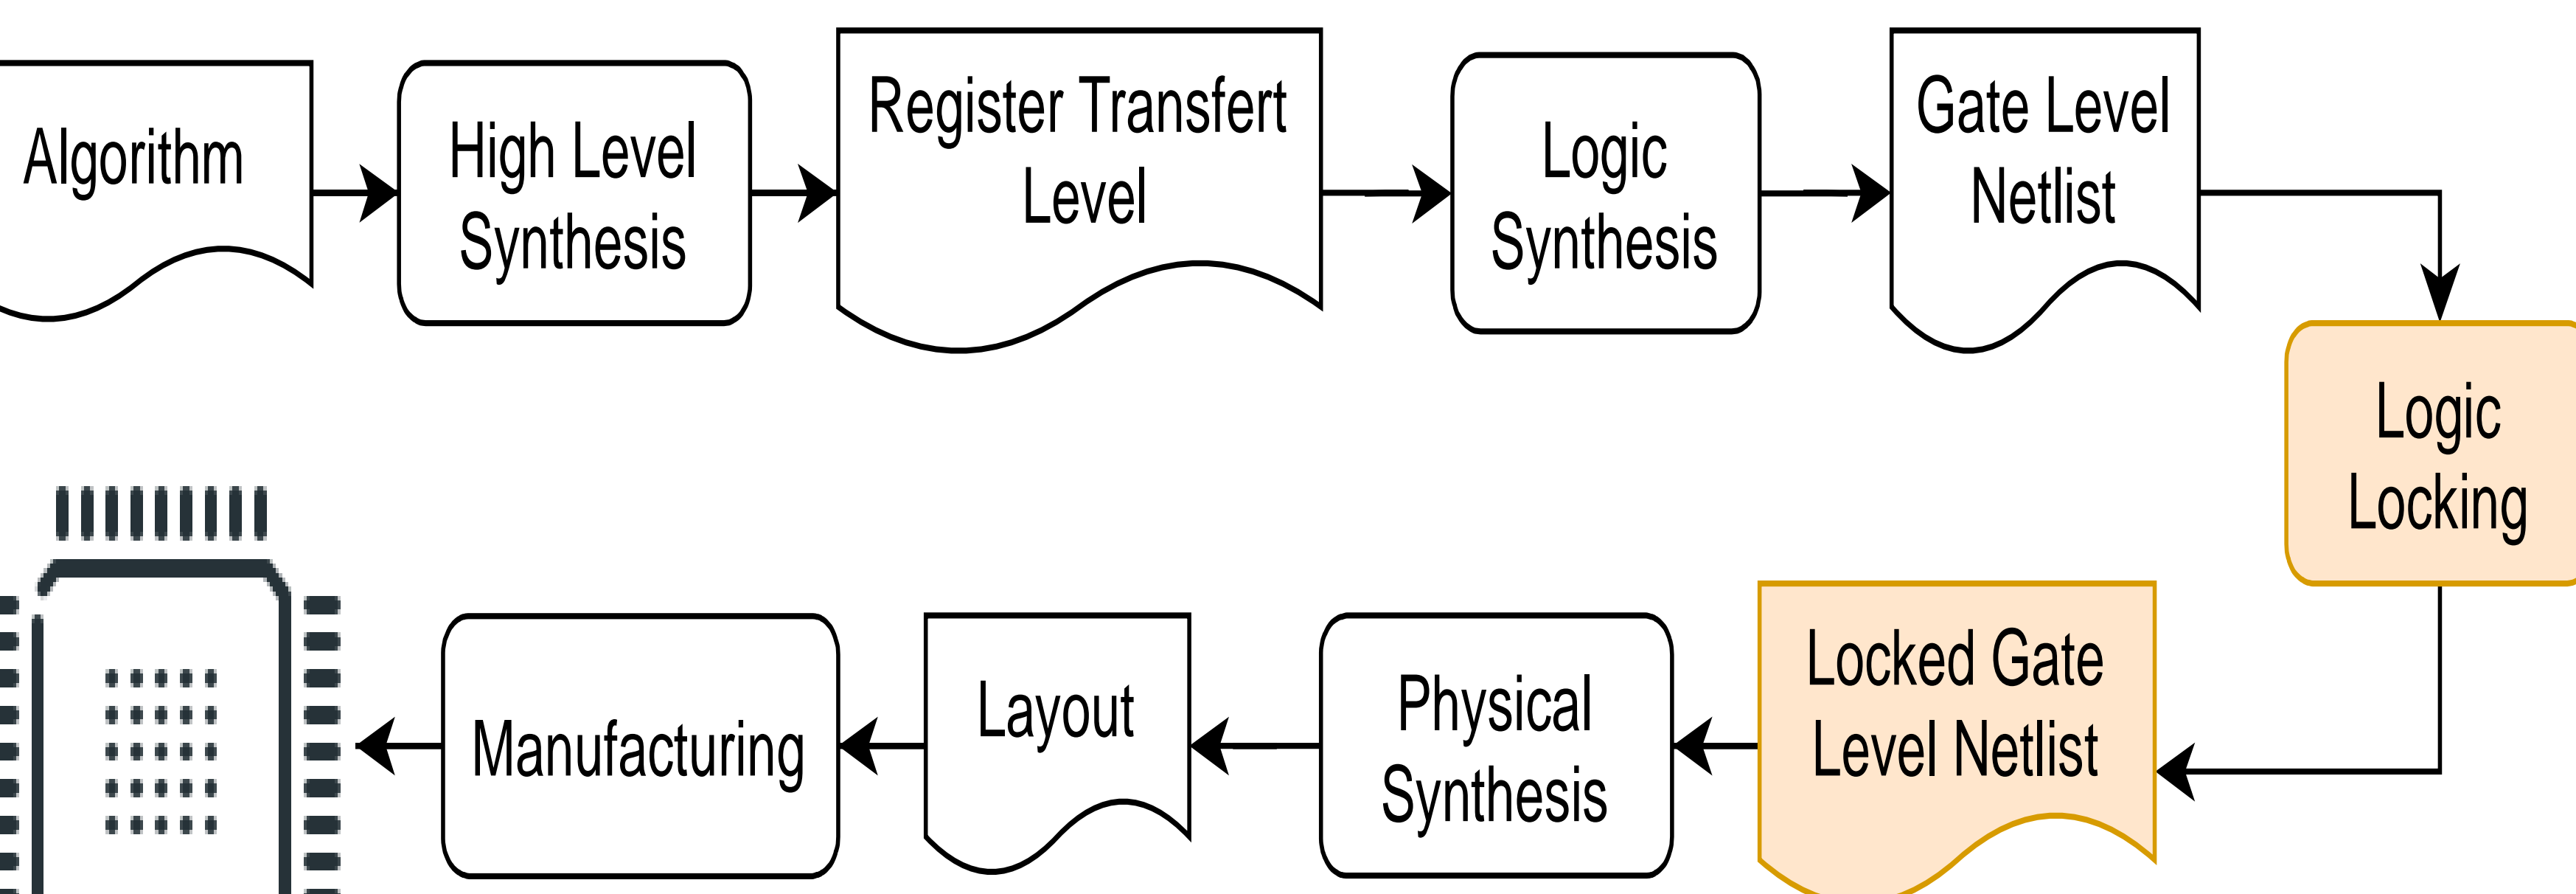 Algorithm
High Level
Synthesis
Register Transfert
Level
Logic
Synthesis
Gate Level
Netlist
Logic
Locking
Locked Gate
Level Netlist
Physical
Synthesis
Layout
Manufacturing